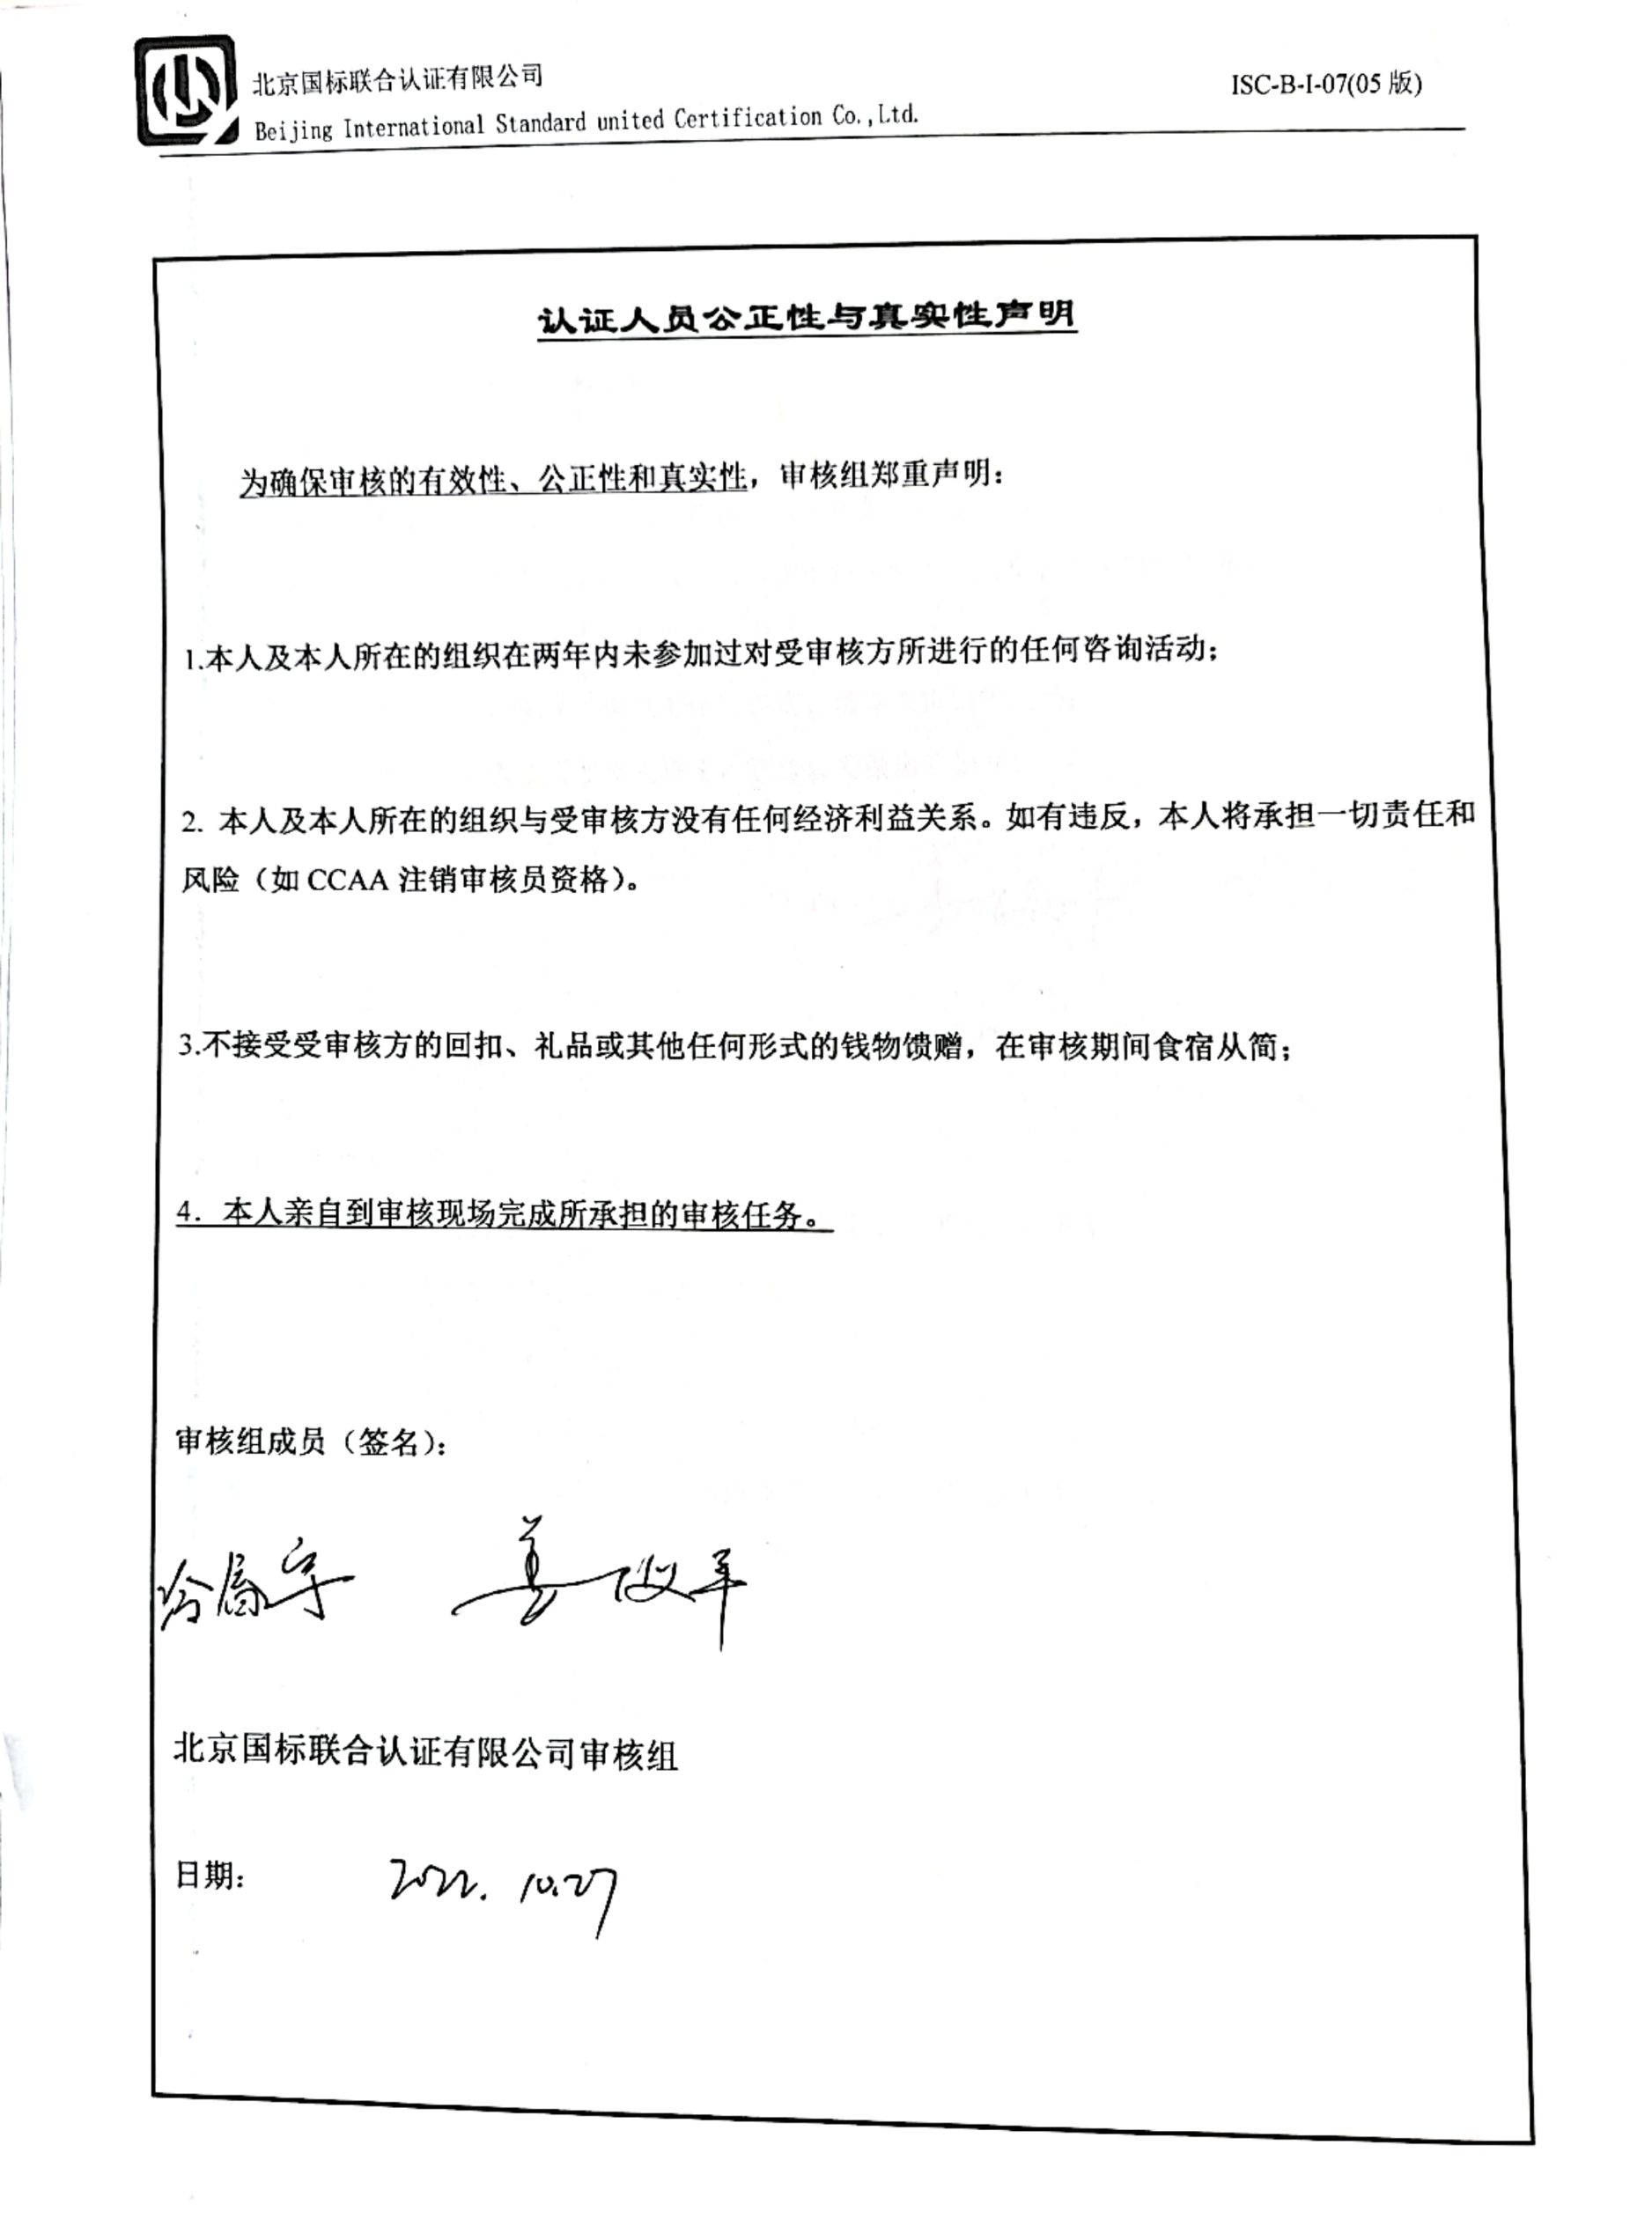 北京国标联合认证有限公司
ISC-B-I-07(05 版)
Beijing International Standard united Certification Co.,Ltd.
认证人员公正性与真实性声明
为确保审核的有效性、公正性和真实性，审核组郑重声明：
1.本人及本人所在的组织在两年内未参加过对受审核方所进行的任何咨询活动；
2. 本人及本人所在的组织与受审核方没有任何经济利益关系。如有违反，本人将承担一切责任和
风险（如 CCAA 注销审核员资格）。
3.不接受受审核方的回扣、礼品或其他任何形式的钱物馈赠，在审核期间食宿从简；
4. 本人亲自到审核现场完成所承担的审核任务。
审核组成员（签名）：
北京国标联合认证有限公司审核组
日期： 2022. 10.27